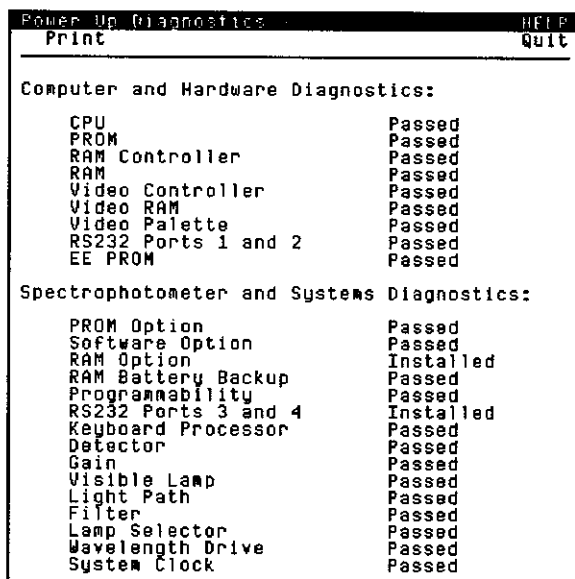 Power Up Diagnostics HELP
Print Quit
Computer and Hardware Diagnostics:
CPU Passed
PROM Passed
RAM Controller Passed
RAM Passed
Video Controller Passed
Video RAM Passed
Video Palette Passed
RS232 Ports 1 and 2 Passed
EE PROM Passed
Spectrophotometer and Systems Diagnostics:
PROM Option Passed
Software Option Passed
RAM Option Installed
RAM Battery Backup Passed
Programmability Passed
RS232 Ports 3 and 4 Installed
Keyboard Processor Passed
Detector Passed
Gain Passed
Visible Lamp Passed
Light Path Passed
Filter Passed
Lamp Selector Passed
Wavelength Drive Passed
System Clock Passed